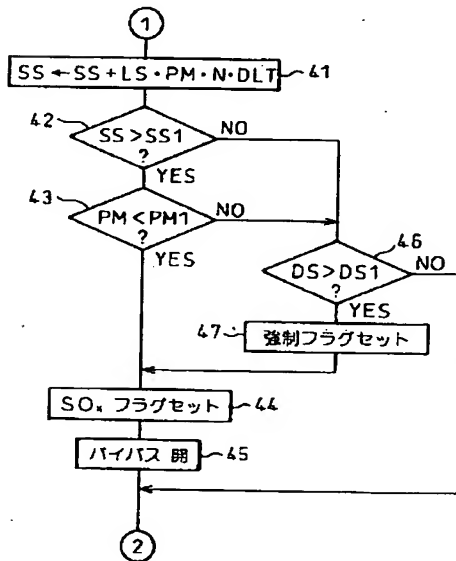 1
SS ← SS + LS・PM・N・DLT 41
42
SS > SS1
?
NO
YES
43
PM < PM1
?
NO
YES
46
DS > DS1
?
NO
YES
47 強制フラグセット
SOx フラグセット 44
バイパス 開 45
2